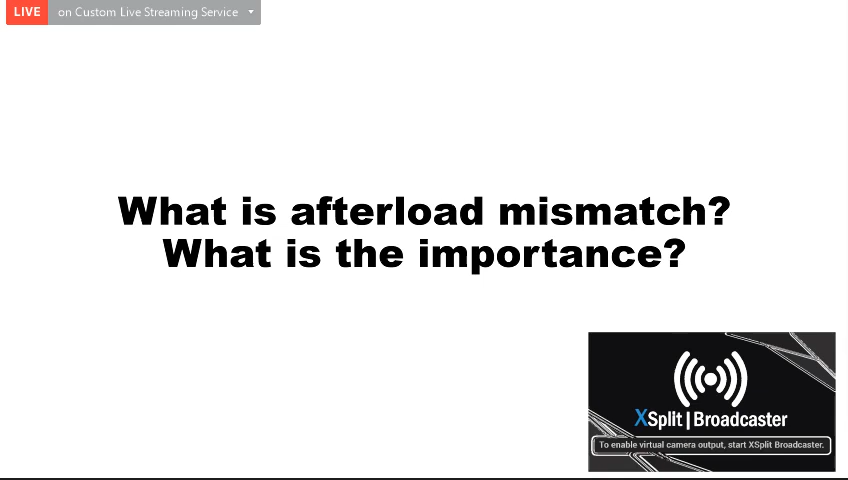 LIVE on Custom Live Streaming Service
What is afterload mismatch?
What is the importance?
XSplit | Broadcaster
To enable virtual camera output, start XSplit Broadcaster.